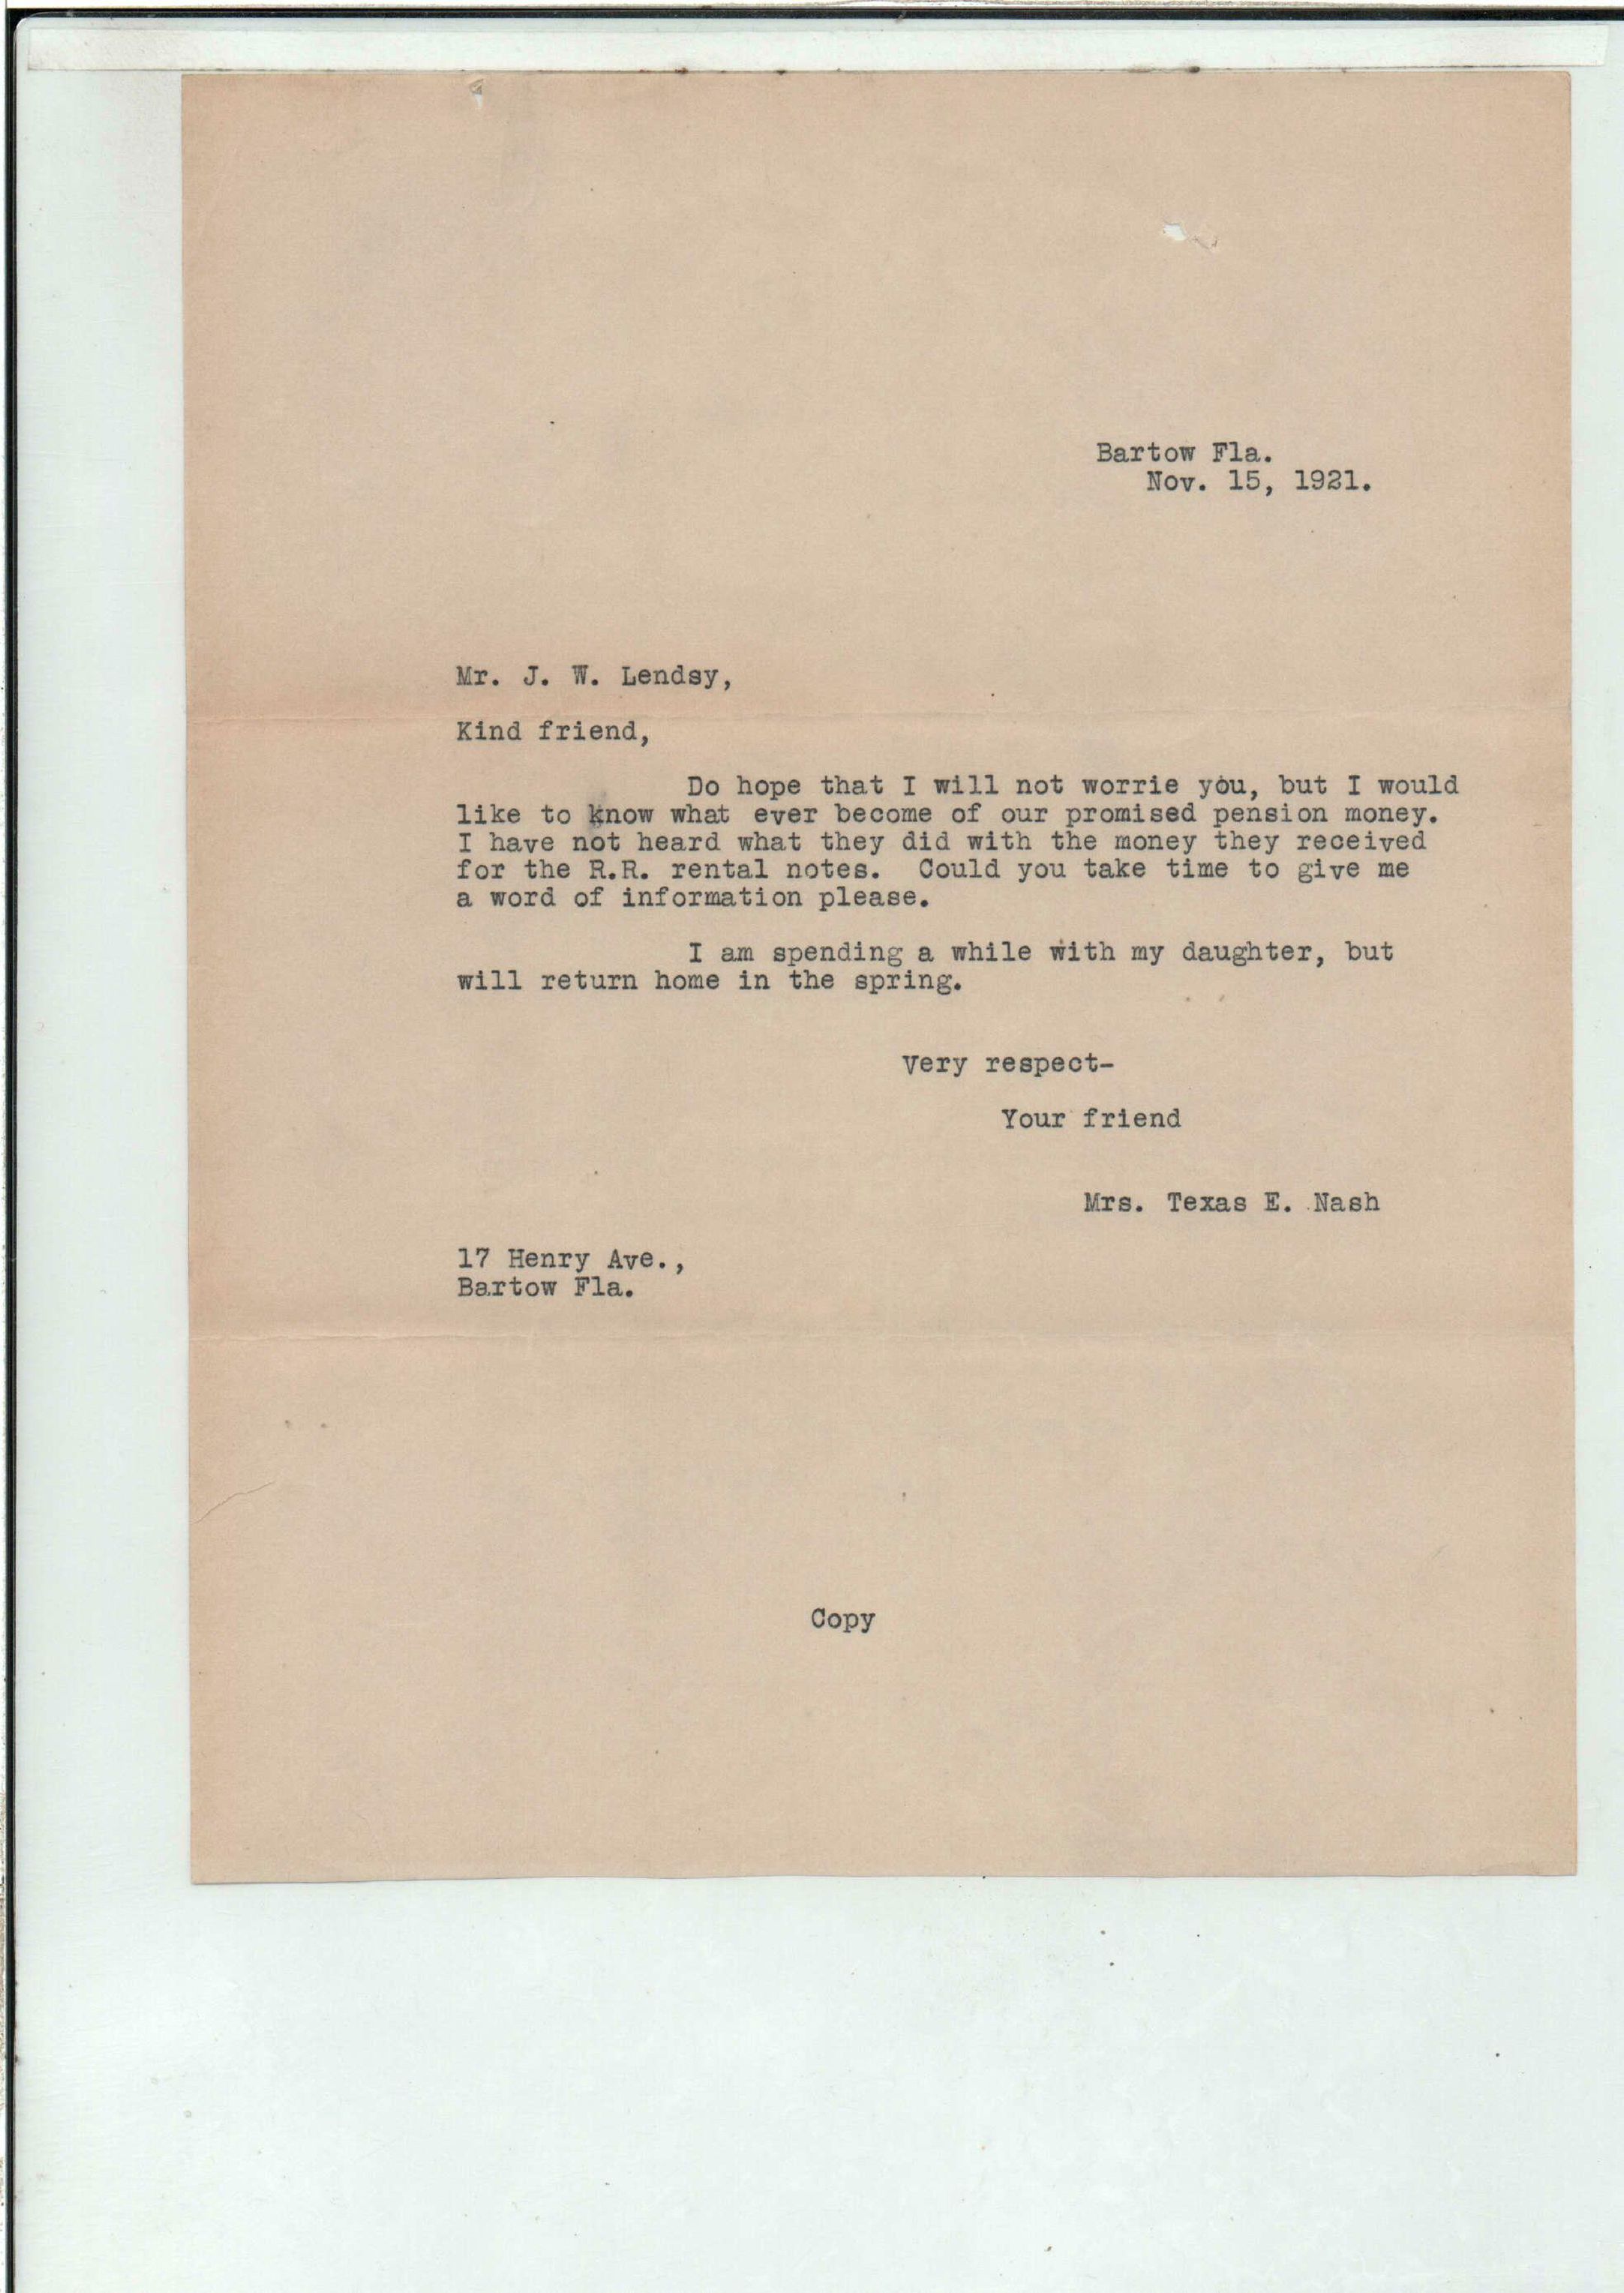 Bartow Fla.
Nov. 15, 1921.
Mr. J. W. Lendsy,
Kind friend,
Do hope that I will not worrie you, but I would
like to know what ever become of our promised pension money.
I have not heard what they did with the money they received
for the R.R. rental notes. Could you take time to give me
a word of information please.
I am spending a while with my daughter, but
will return home in the spring.
Very respect-
Your friend
Mrs. Texas E. Nash
17 Henry Ave.,
Bartow Fla.
Copy